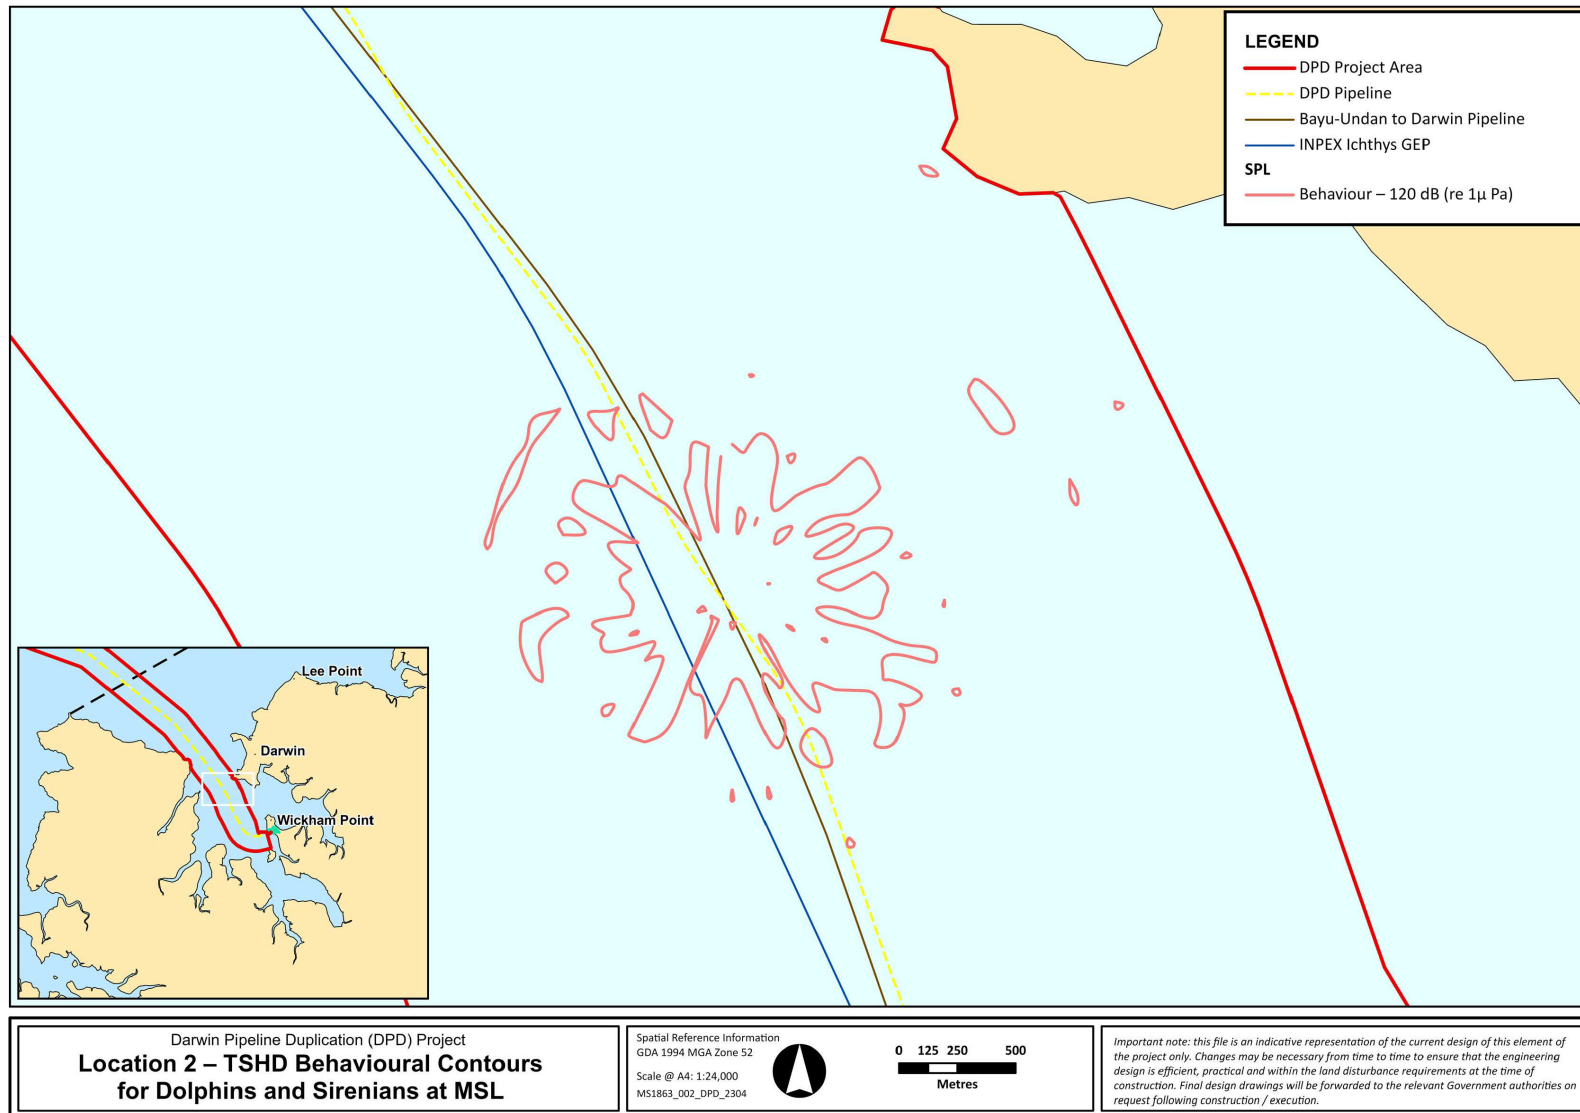 LEGEND
DPD Project Area
DPD Pipeline
Bayu-Undan to Darwin Pipeline
INPEX Ichthys GEP
SPL
Behaviour – 120 dB (re 1µ Pa)
Lee Point
Darwin
Wickham Point
Darwin Pipeline Duplication (DPD) Project
Location 2 – TSHD Behavioural Contours
for Dolphins and Sirenians at MSL
Spatial Reference Information
GDA 1994 MGA Zone 52
Scale @ A4: 1:24,000
MS1863_002_DPD_2304
0 125 250 500
Metres
Important note: this file is an indicative representation of the current design of this element of
the project only. Changes may be necessary from time to time to ensure that the engineering
design is efficient, practical and within the land disturbance requirements at the time of
construction. Final design drawings will be forwarded to the relevant Government authorities on
request following construction / execution.